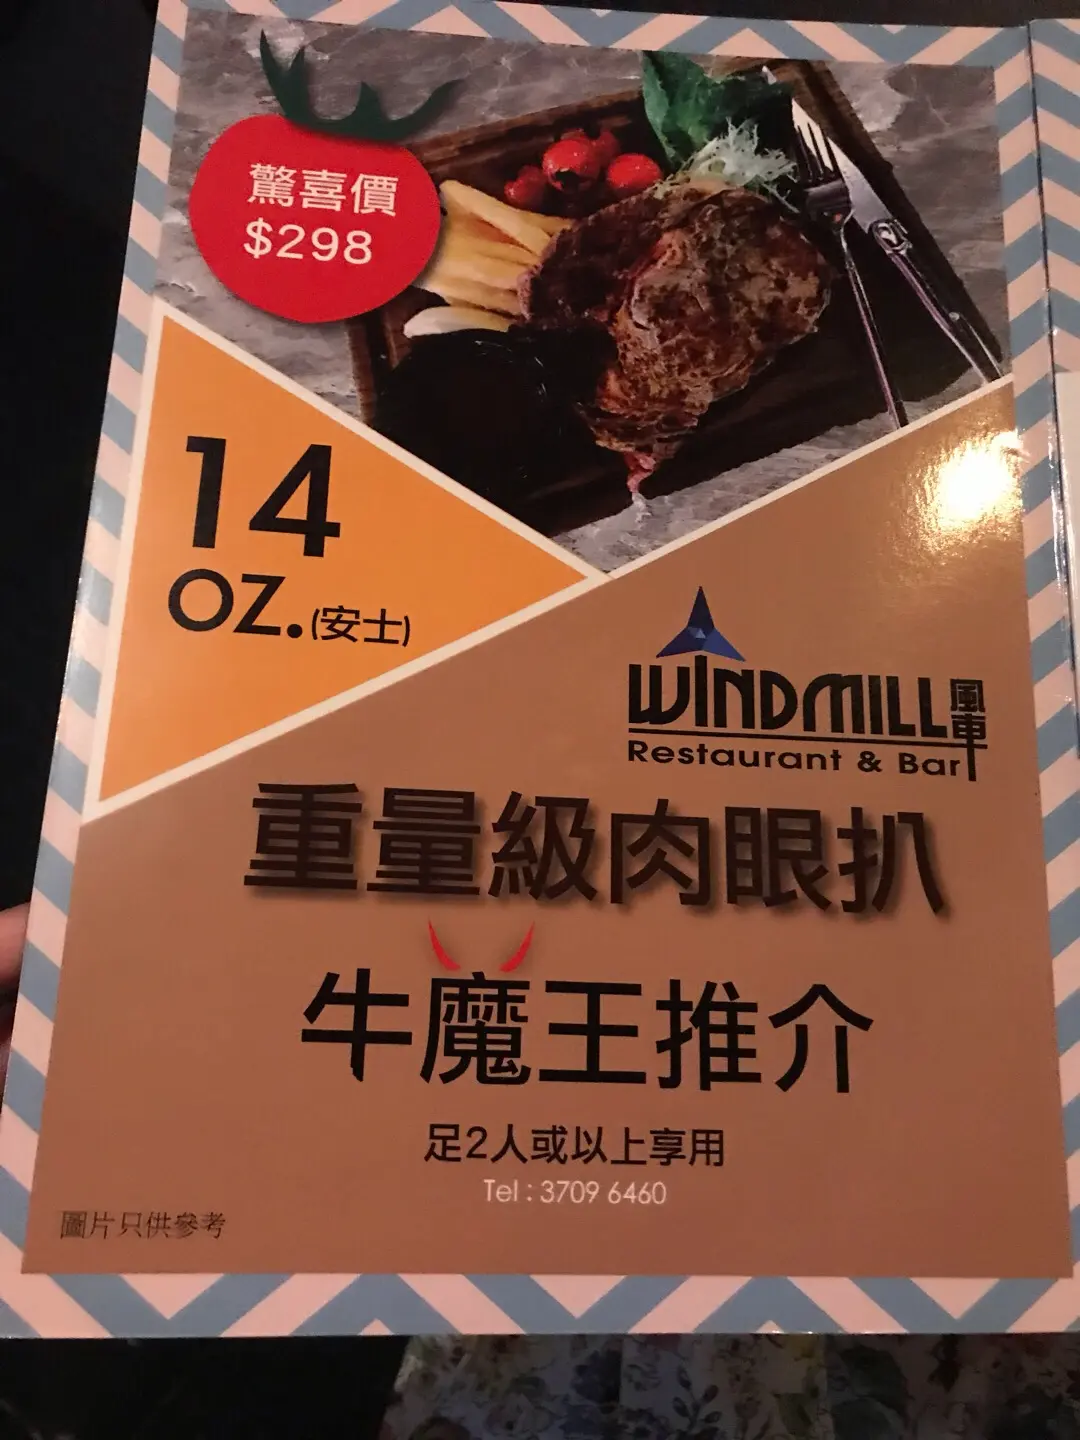 驚喜價
$298
14
OZ.(安士)
WINDMILL風車
Restaurant & Bar
重量級肉眼扒
牛魔王推介
足2人或以上享用
Tel : 3709 6460
圖片只供參考